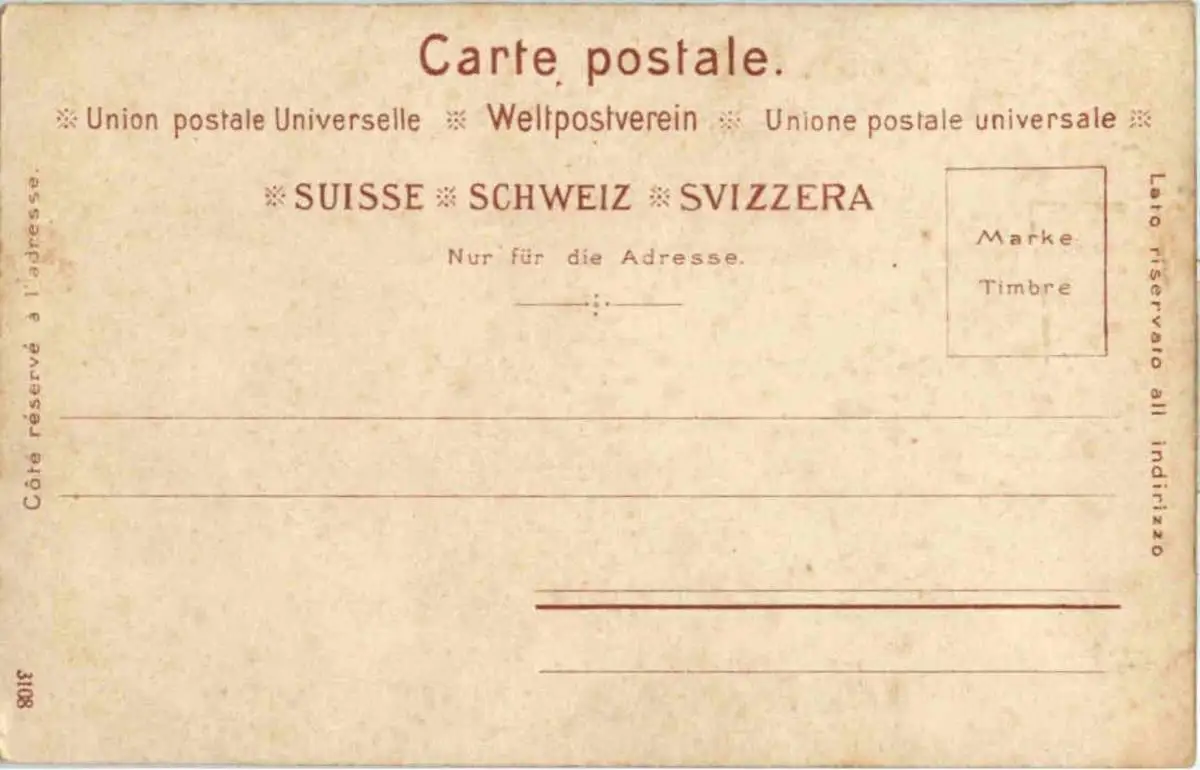 Carte postale.
Union postale Universelle Weltpostverein Unione postale universale
SUISSE SCHWEIZ SVIZZERA
Nur für die Adresse.
Marke
Timbre
Côté réservé à l'adresse.
Lato riservato all indirizzo
3108